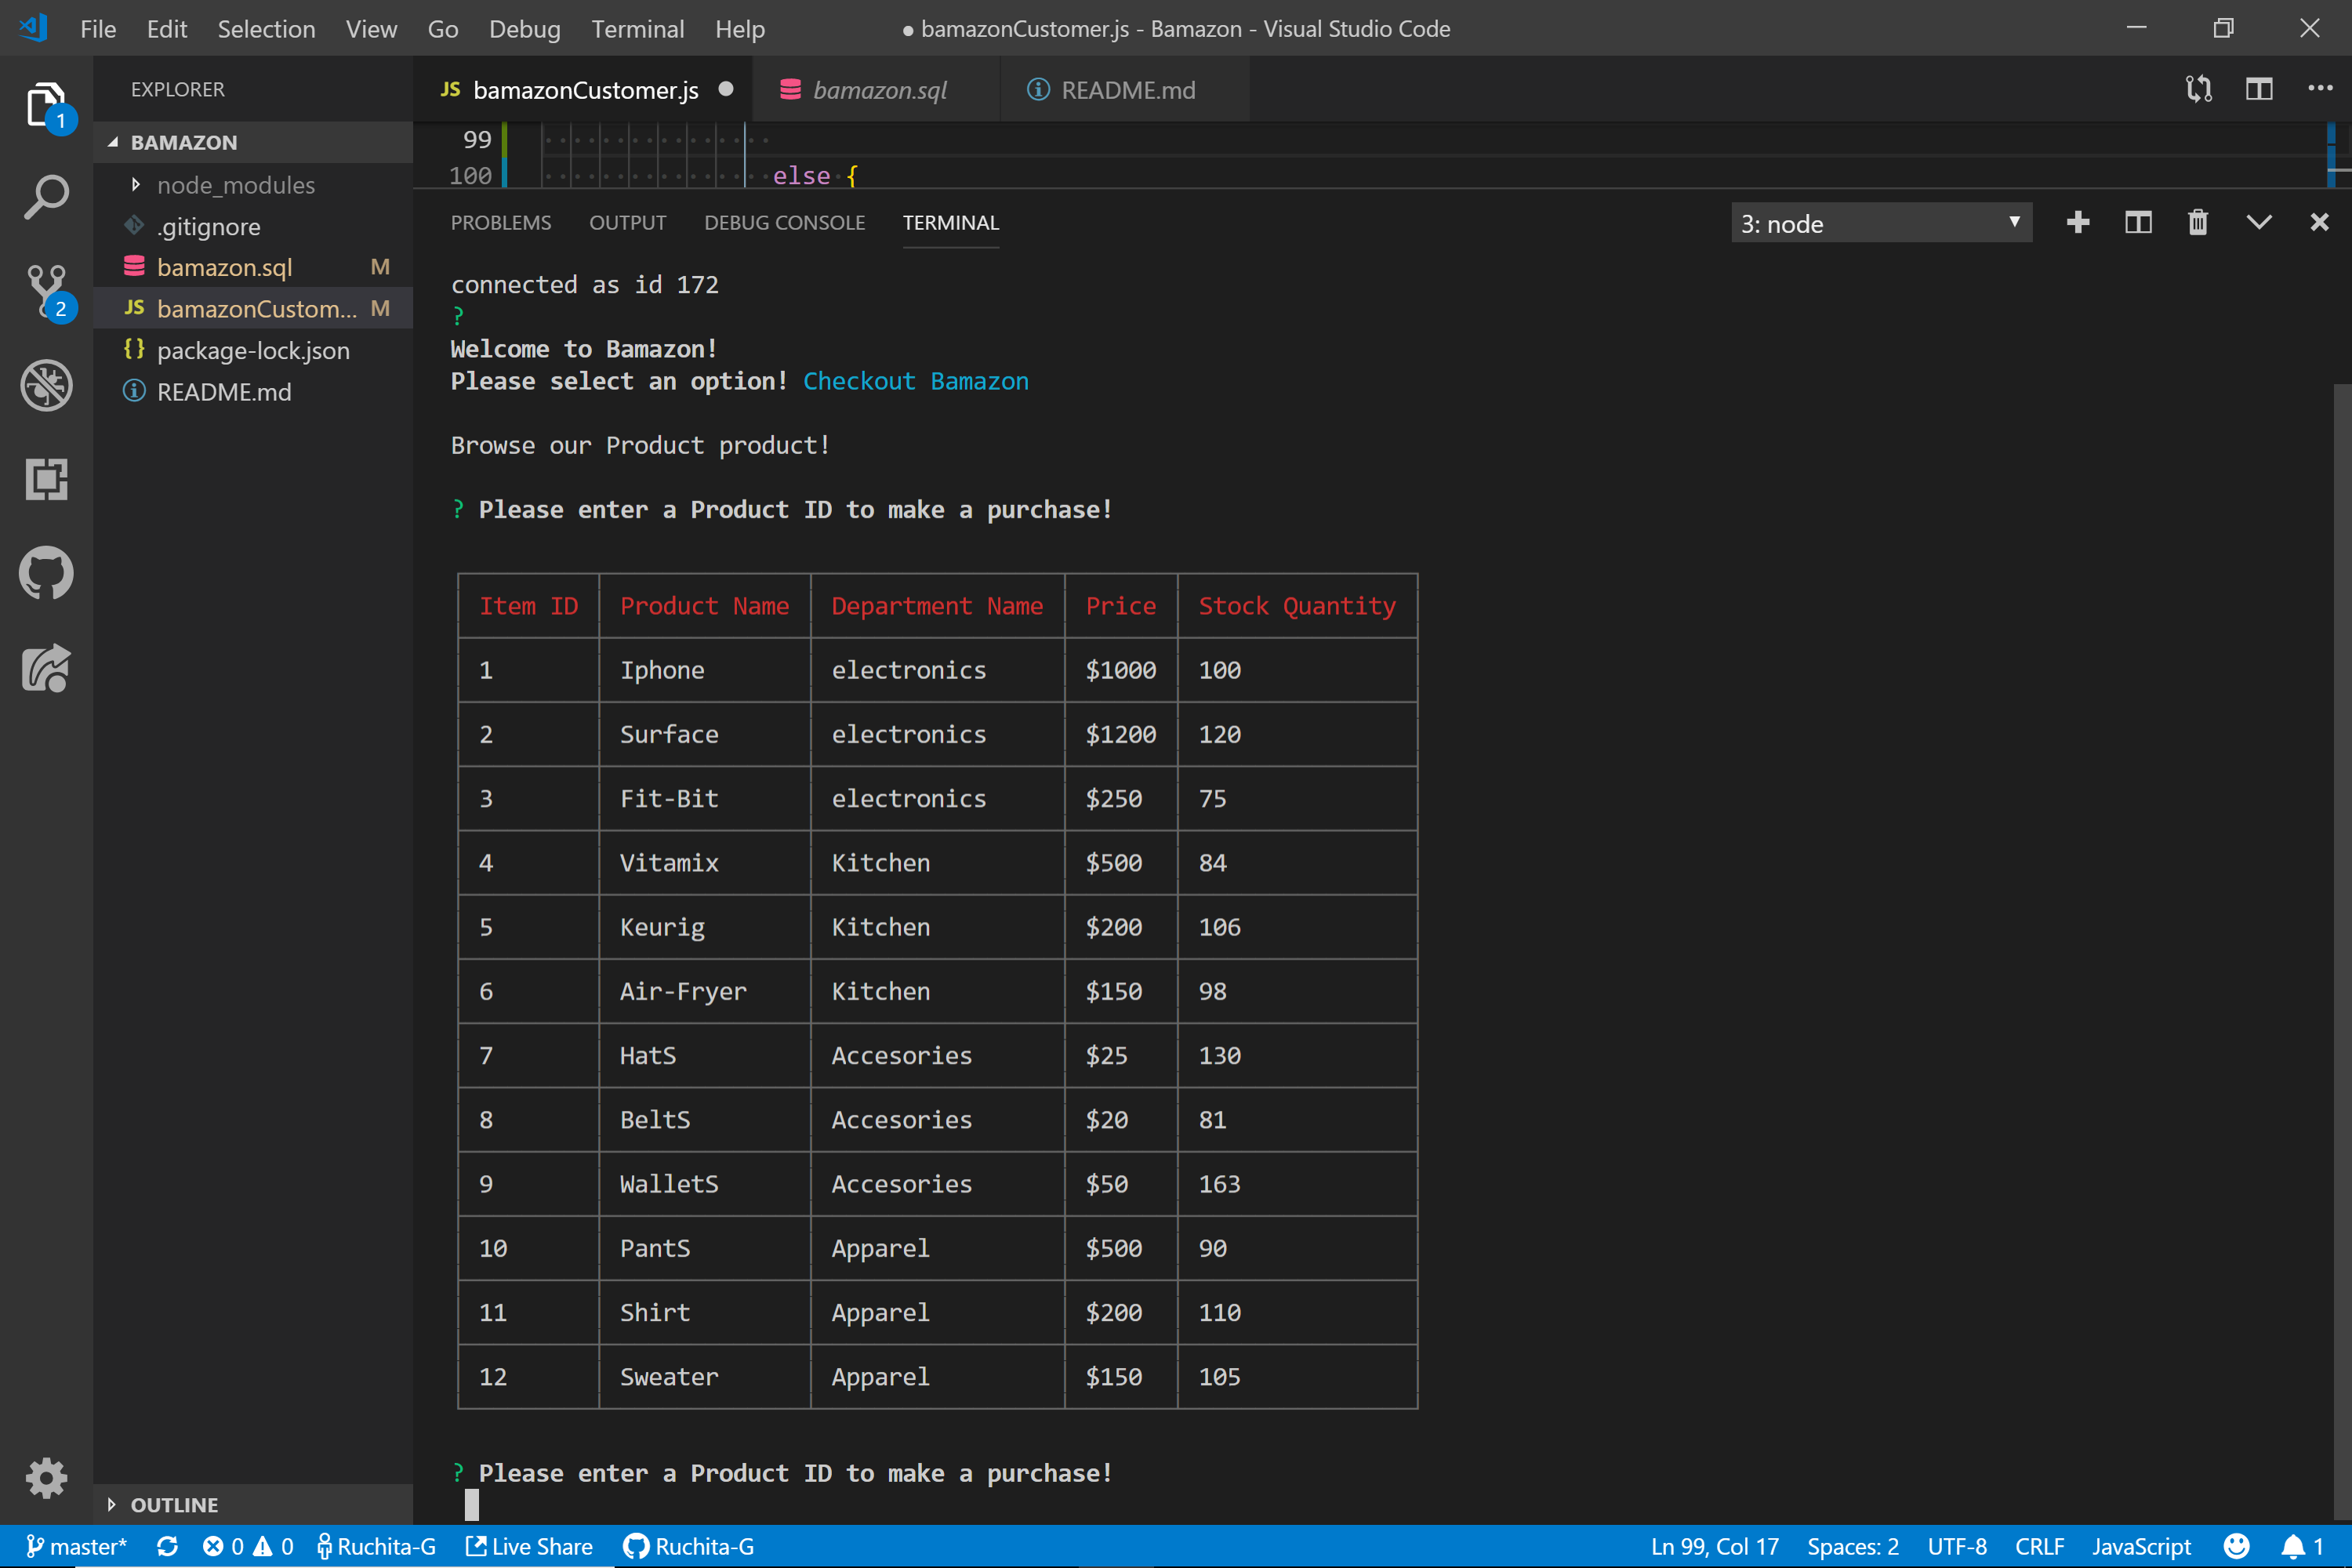 File Edit Selection View Go Debug Terminal Help
● bamazonCustomer.js - Bamazon - Visual Studio Code
EXPLORER
JS bamazonCustomer.js
bamazon.sql
README.md
1
2
BAMAZON
node_modules
.gitignore
bamazon.sql M
JS bamazonCustom... M
{} package-lock.json
README.md
OUTLINE
99
100 else {
PROBLEMS OUTPUT DEBUG CONSOLE TERMINAL
3: node
connected as id 172
?
Welcome to Bamazon!
Please select an option! Checkout Bamazon
Browse our Product product!
? Please enter a Product ID to make a purchase!
Item ID Product Name Department Name Price Stock Quantity
1 Iphone electronics $1000 100
2 Surface electronics $1200 120
3 Fit-Bit electronics $250 75
4 Vitamix Kitchen $500 84
5 Keurig Kitchen $200 106
6 Air-Fryer Kitchen $150 98
7 HatS Accesories $25 130
8 BeltS Accesories $20 81
9 WalletS Accesories $50 163
10 PantS Apparel $500 90
11 Shirt Apparel $200 110
12 Sweater Apparel $150 105
? Please enter a Product ID to make a purchase!
master* 0 0 Ruchita-G Live Share Ruchita-G Ln 99, Col 17 Spaces: 2 UTF-8 CRLF JavaScript 1